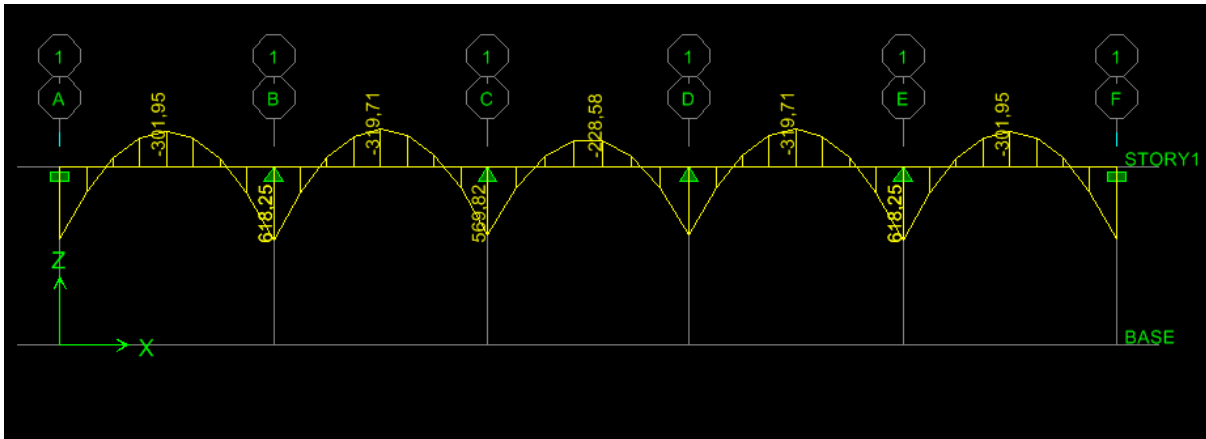 1 1 1 1 1 1
A B C D E F
-301,95 -319,71 -228,58 -319,71 -301,95
STORY1
618,25 569,82 618,25
Z
X
BASE